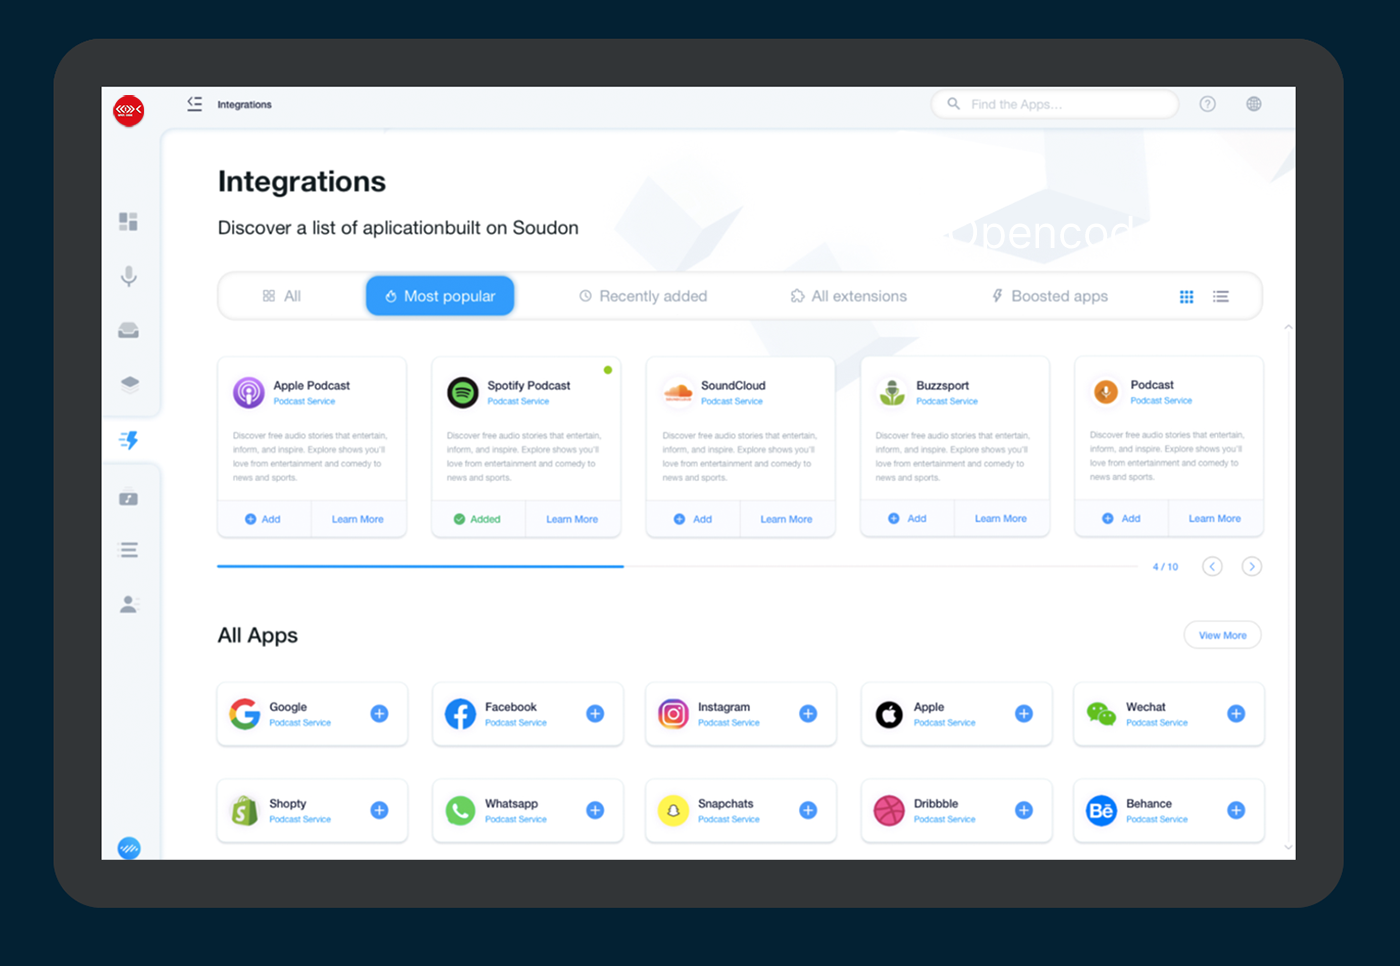 Integrations
Find the Apps...
Integrations
Discover a list of aplicationbuilt on Soudon
Opencod
All
Most popular
Recently added
All extensions
Boosted apps
Apple Podcast
Podcast Service
Discover free audio stories that entertain,
inform, and inspire. Explore shows you'll
love from entertainment and comedy to
news and sports.
Add
Learn More
Spotify Podcast
Podcast Service
Discover free audio stories that entertain,
inform, and inspire. Explore shows you'll
love from entertainment and comedy to
news and sports.
Added
Learn More
SoundCloud
Podcast Service
Discover free audio stories that entertain,
inform, and inspire. Explore shows you'll
love from entertainment and comedy to
news and sports.
Add
Learn More
Buzzsport
Podcast Service
Discover free audio stories that entertain,
inform, and inspire. Explore shows you'll
love from entertainment and comedy to
news and sports.
Add
Learn More
Podcast
Podcast Service
Discover free audio stories that entertain,
inform, and inspire. Explore shows you'll
love from entertainment and comedy to
news and sports.
Add
Learn More
4 / 10
All Apps
View More
Google
Podcast Service
Facebook
Podcast Service
Instagram
Podcast Service
Apple
Podcast Service
Wechat
Podcast Service
Shopty
Podcast Service
Whatsapp
Podcast Service
Snapchats
Podcast Service
Dribbble
Podcast Service
Bē
Behance
Podcast Service